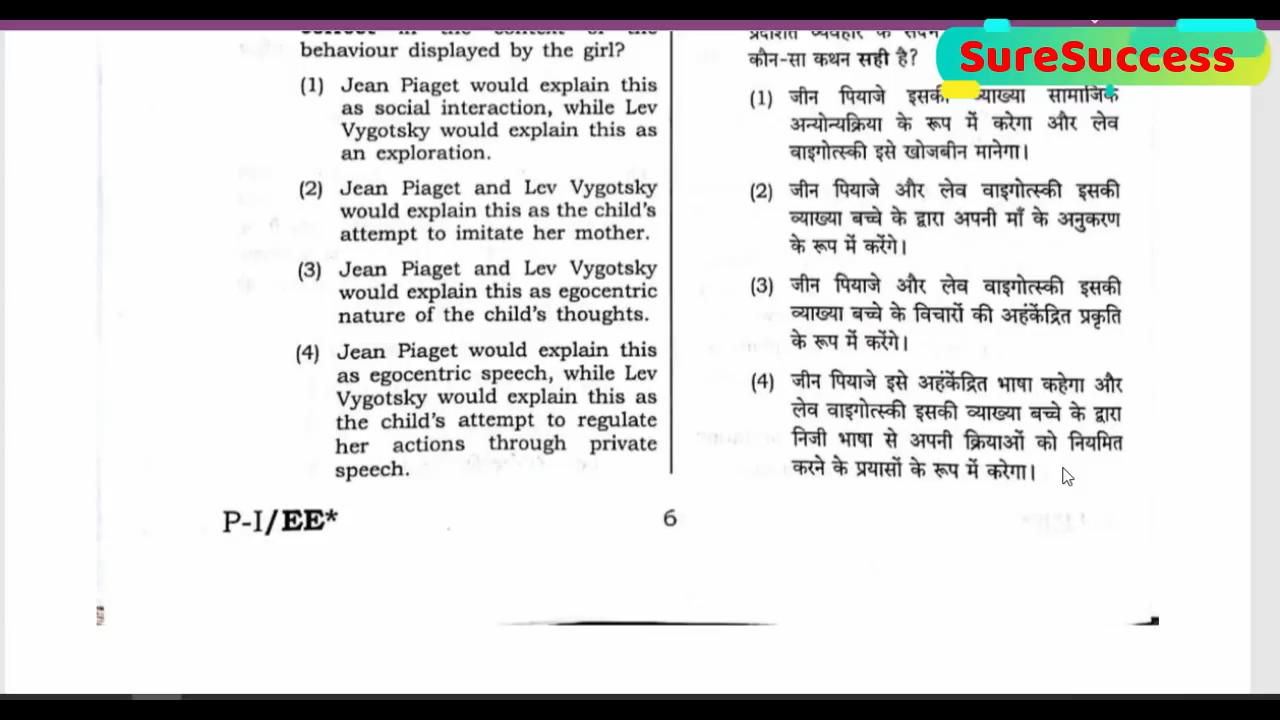 behaviour displayed by the girl?
(1) Jean Piaget would explain this
as social interaction, while Lev
Vygotsky would explain this as
an exploration.
(2) Jean Piaget and Lev Vygotsky
would explain this as the child's
attempt to imitate her mother.
(3) Jean Piaget and Lev Vygotsky
would explain this as egocentric
nature of the child's thoughts.
(4) Jean Piaget would explain this
as egocentric speech, while Lev
Vygotsky would explain this as
the child's attempt to regulate
her actions through private
speech.
कौन-सा कथन सही है?
(1) जीन पियाजे इसकी व्याख्या सामाजिक
अन्योन्यक्रिया के रूप में करेगा और लेव
वाइगोत्स्की इसे खोजबीन मानेगा।
(2) जीन पियाजे और लेव वाइगोत्स्की इसकी
व्याख्या बच्चे के द्वारा अपनी माँ के अनुकरण
के रूप में करेंगे।
(3) जीन पियाजे और लेव वाइगोत्स्की इसकी
व्याख्या बच्चे के विचारों की अहंकेंद्रित प्रकृति
के रूप में करेंगे।
(4) जीन पियाजे इसे अहंकेंद्रित भाषा कहेगा और
लेव वाइगोत्स्की इसकी व्याख्या बच्चे के द्वारा
निजी भाषा से अपनी क्रियाओं को नियमित
करने के प्रयासों के रूप में करेगा।
SureSuccess
P-I/EE*
6